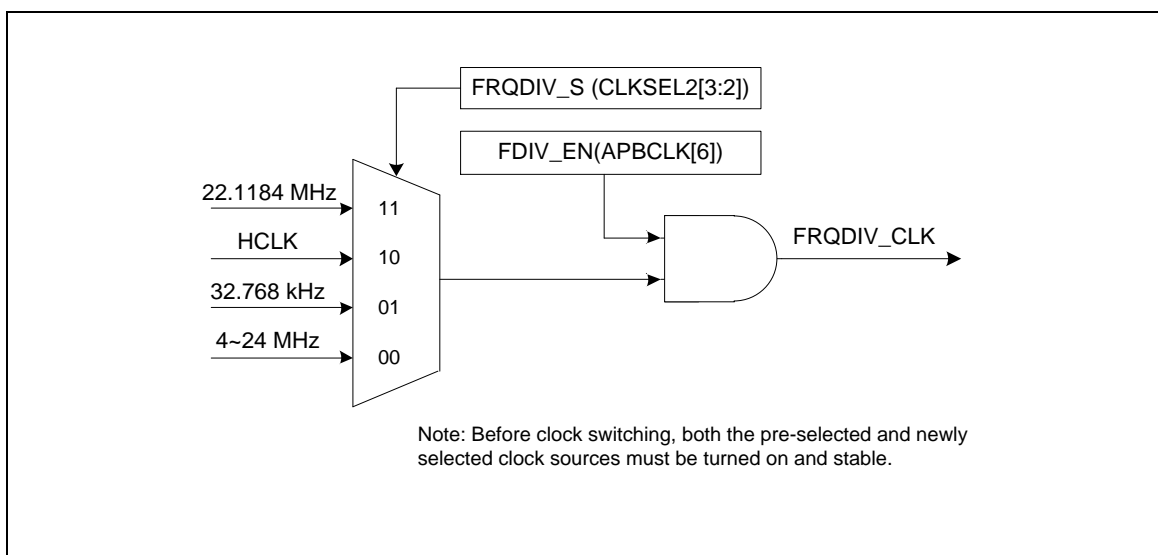 FRQDIV_S (CLKSEL2[3:2])
FDIV_EN(APBCLK[6])
22.1184 MHz
11
HCLK
10
FRQDIV_CLK
32.768 kHz
01
4~24 MHz
00
Note: Before clock switching, both the pre-selected and newly
selected clock sources must be turned on and stable.